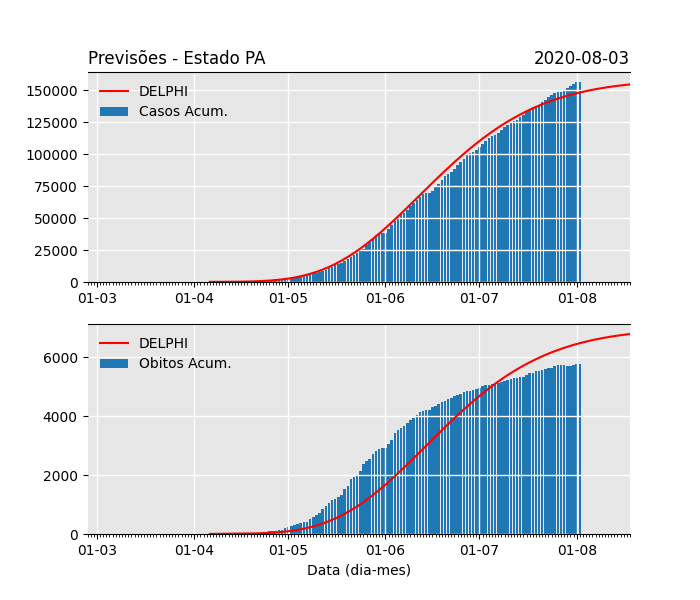 Previsões - Estado PA 2020-08-03
DELPHI
Casos Acum.
150000
125000
100000
75000
50000
25000
0
01-03 01-04 01-05 01-06 01-07 01-08
DELPHI
Obitos Acum.
6000
4000
2000
0
01-03 01-04 01-05 01-06 01-07 01-08
Data (dia-mes)